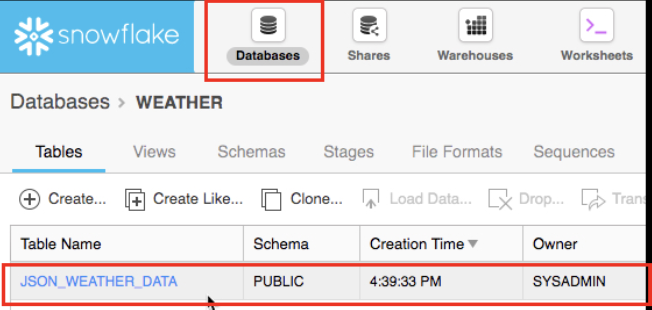 snowflake
Databases Shares Warehouses Worksheets
Databases > WEATHER
Tables Views Schemas Stages File Formats Sequences
Create... Create Like... Clone... Load Data... Drop...
Table Name Schema Creation Time Owner
JSON_WEATHER_DATA PUBLIC 4:39:33 PM SYSADMIN